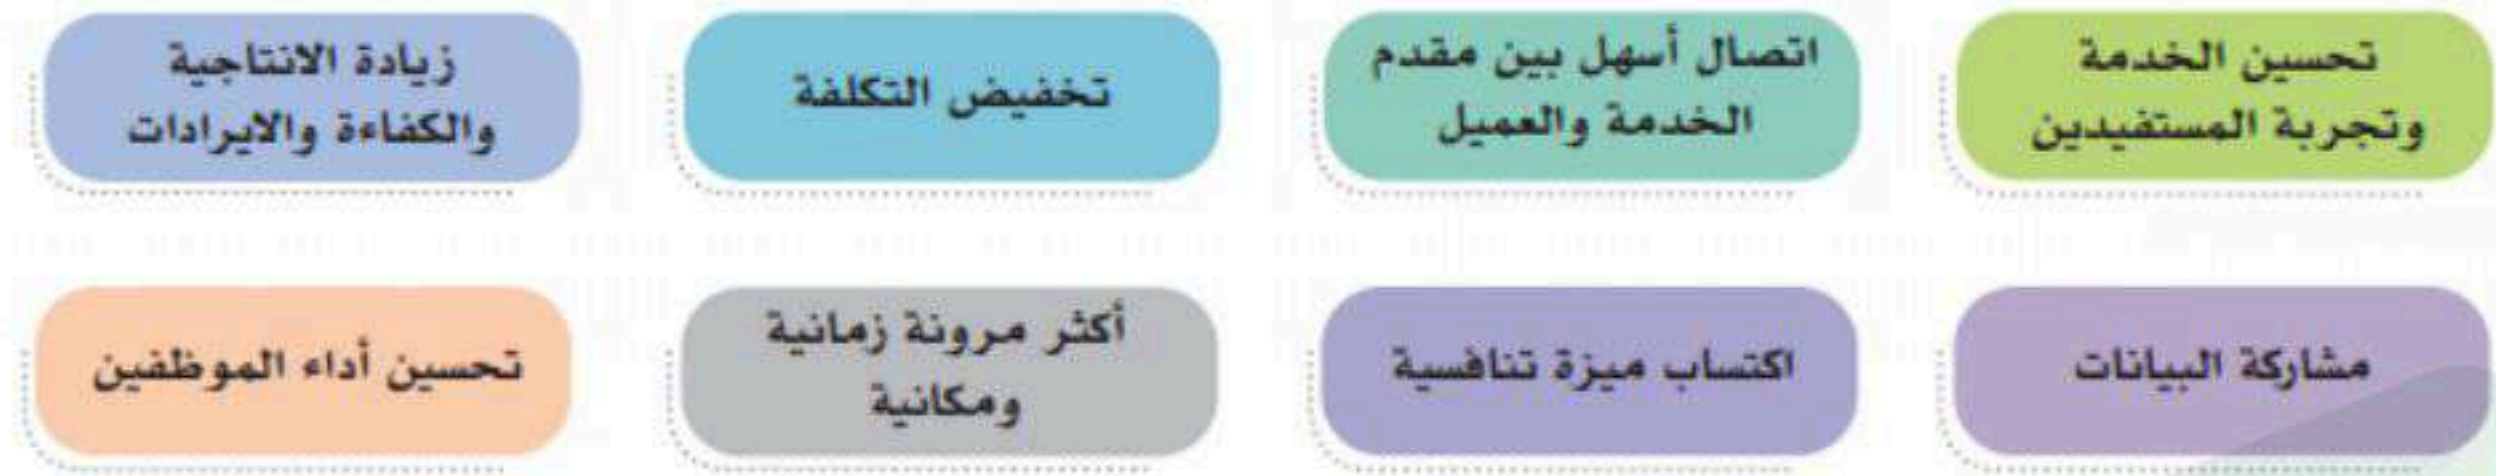 تحسين الخدمة
وتجربة المستفيدين
اتصال أسهل بين مقدم
الخدمة والعميل
تخفيض التكلفة
زيادة الانتاجية
والكفاءة والايرادات
مشاركة البيانات
اكتساب ميزة تنافسية
أكثر مرونة زمانية
ومكانية
تحسين أداء الموظفين